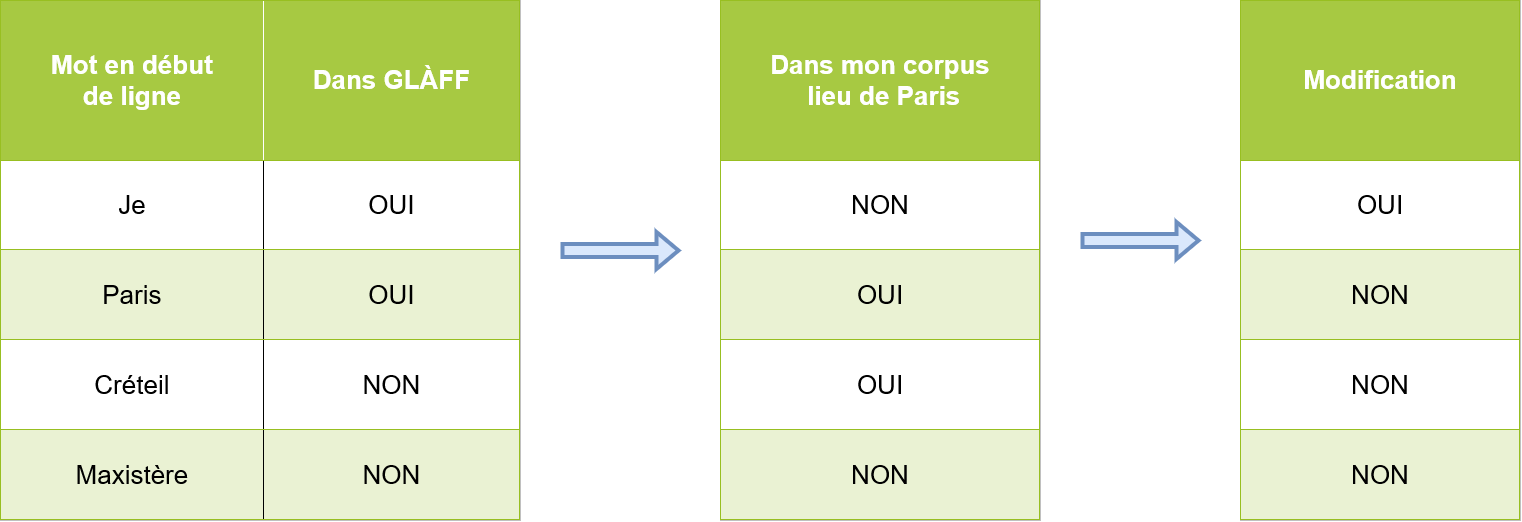 Mot en début
de ligne
Dans GLÀFF
Dans mon corpus
lieu de Paris
Modification
Je
OUI
NON
OUI
Paris
OUI
OUI
NON
Créteil
NON
OUI
NON
Maxistère
NON
NON
NON